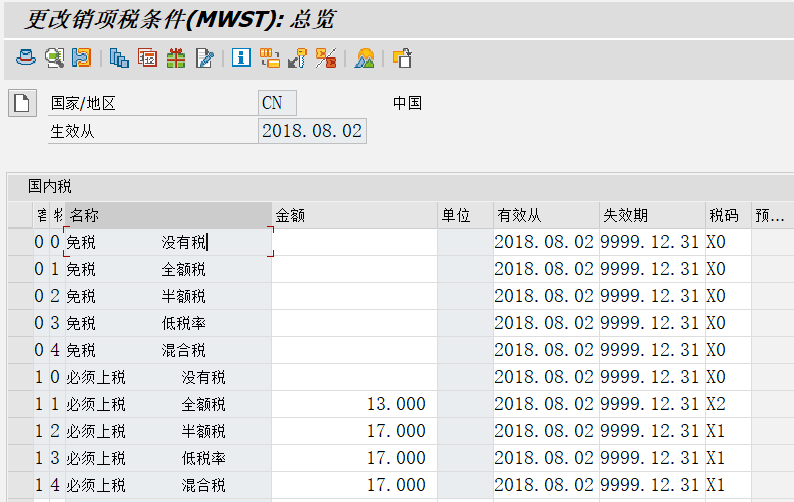 更改销项税条件(MWST): 总览
国家/地区 CN 中国
生效从 2018.08.02
国内税
名称 金额 单位 有效从 失效期 税码 预...
0 0 免税 没有税 2018.08.02 9999.12.31 X0
0 1 免税 全额税 2018.08.02 9999.12.31 X0
0 2 免税 半额税 2018.08.02 9999.12.31 X0
0 3 免税 低税率 2018.08.02 9999.12.31 X0
0 4 免税 混合税 2018.08.02 9999.12.31 X0
1 0 必须上税 没有税 2018.08.02 9999.12.31 X0
1 1 必须上税 全额税 13.000 2018.08.02 9999.12.31 X2
1 2 必须上税 半额税 17.000 2018.08.02 9999.12.31 X1
1 3 必须上税 低税率 17.000 2018.08.02 9999.12.31 X1
1 4 必须上税 混合税 17.000 2018.08.02 9999.12.31 X1